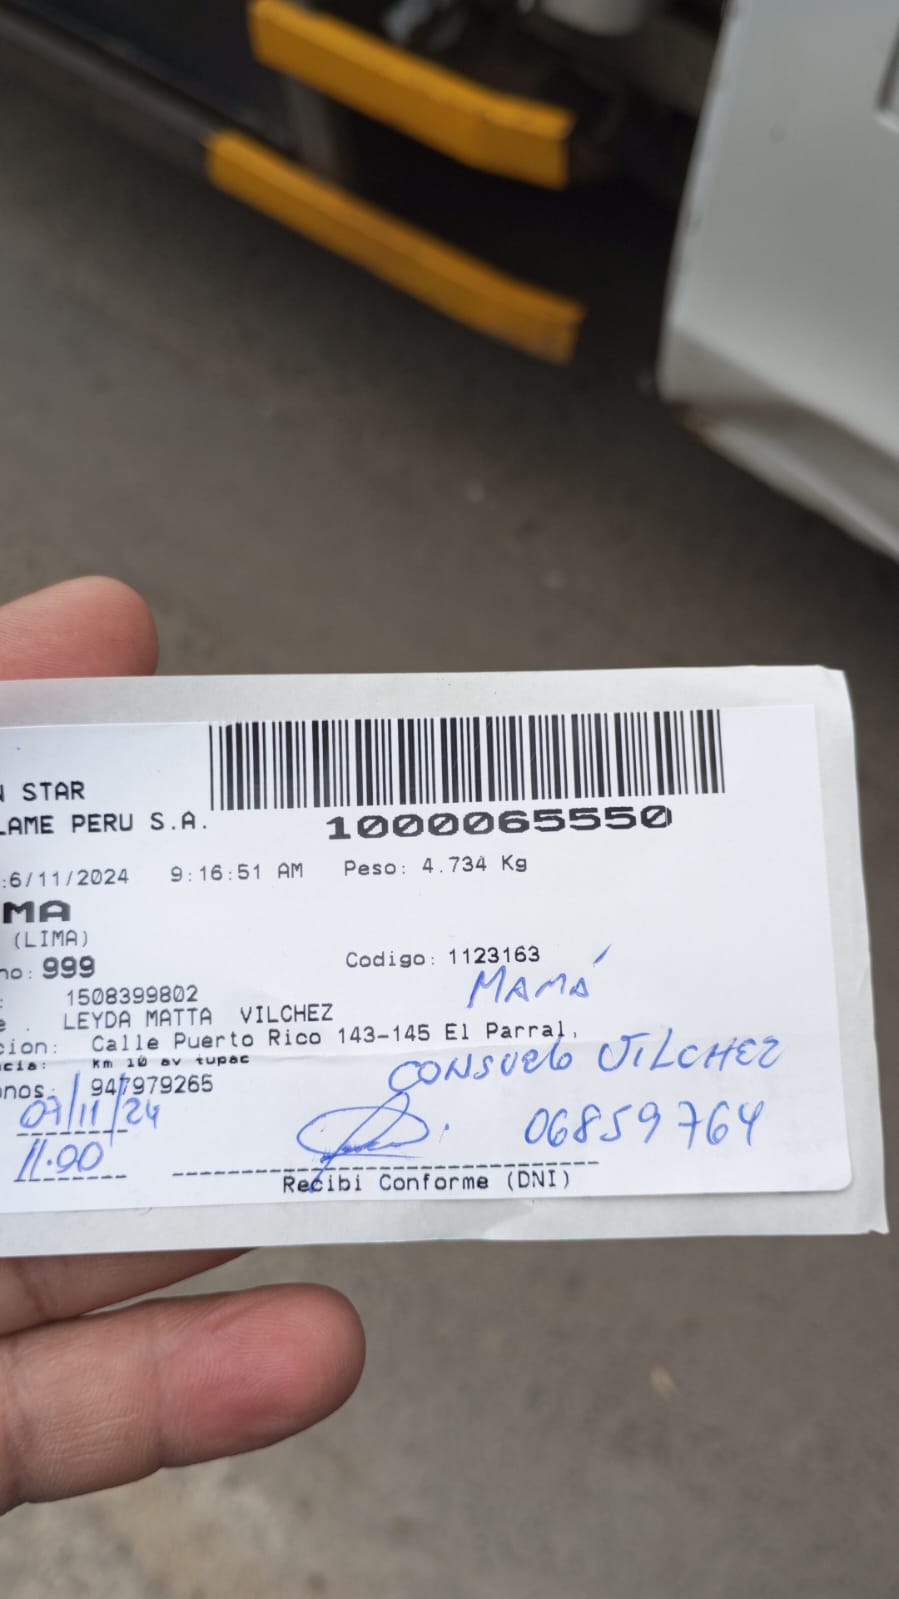 N STAR
LAME PERU S.A.
1000065550
:6/11/2024 9:16:51 AM Peso: 4.734 Kg
MA
(LIMA)
no: 999 Codigo: 1123163
MAMÁ
: 1508399802
e . LEYDA MATTA VILCHEZ
cion: Calle Puerto Rico 143-145 El Parral,
cia: km 10 av tupac
CONSUElo VILCHEZ
onos: 947979265
07/11/24
06859764
11.00
Recibi Conforme (DNI)